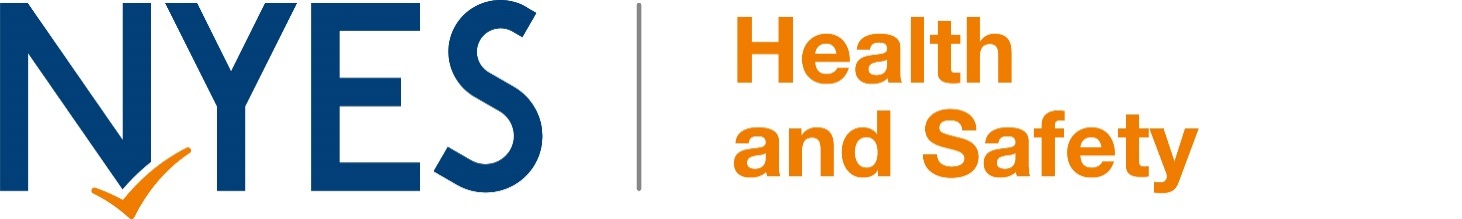 NYES
Health
and Safety